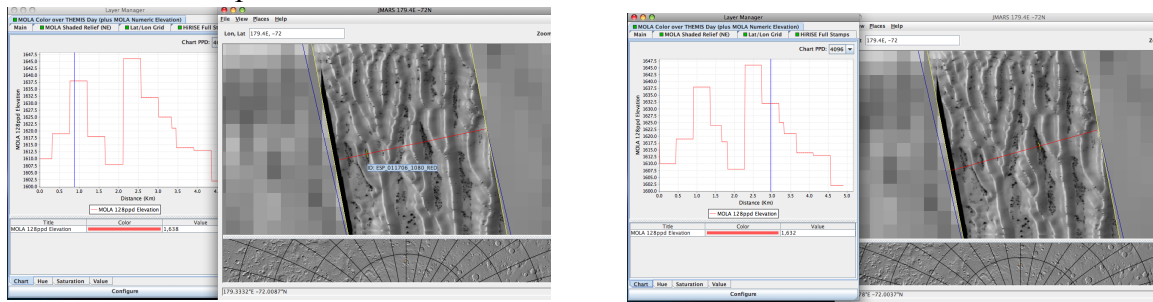 Layer Manager
MOLA Color over THEMIS Day (plus MOLA Numeric Elevation)
Main
MOLA Shaded Relief (NE)
Lat/Lon Grid
HiRISE Full Stamps
Chart PPD:
1647.5
1645.0
1642.5
1640.0
1637.5
1635.0
1632.5
1630.0
1627.5
1625.0
1622.5
1620.0
1617.5
1615.0
1612.5
1610.0
1607.5
1605.0
1602.5
1600.0
MOLA 128ppd Elevation
0.0 0.5 1.0 1.5 2.0 2.5 3.0 3.5 4.0 4.5
Distance (Km)
MOLA 128ppd Elevation
Title Color Value
MOLA 128ppd Elevation 1,638
Chart Hue Saturation Value
Configure
JMARS 179.4E -72N
File View Places Help
Lon, Lat 179.4E, -72
Zoom
ID: ESP_011706_1080_RED
179.3332°E -72.0087°N
Layer Manager
MOLA Color over THEMIS Day (plus MOLA Numeric Elevation)
Main
MOLA Shaded Relief (NE)
Lat/Lon Grid
HiRISE Full Stamps
Chart PPD: 4096
1647.5
1645.0
1642.5
1640.0
1637.5
1635.0
1632.5
1630.0
1627.5
1625.0
1622.5
1620.0
1617.5
1615.0
1612.5
1610.0
1607.5
1605.0
1602.5
1600.0
MOLA 128ppd Elevation
0.0 0.5 1.0 1.5 2.0 2.5 3.0 3.5 4.0 4.5 5.0
Distance (Km)
MOLA 128ppd Elevation
Title Color Value
MOLA 128ppd Elevation 1,632
Chart Hue Saturation Value
Configure
JMARS 179.4E -72N
Places Help
179.4E, -72
78°E -72.0037°N